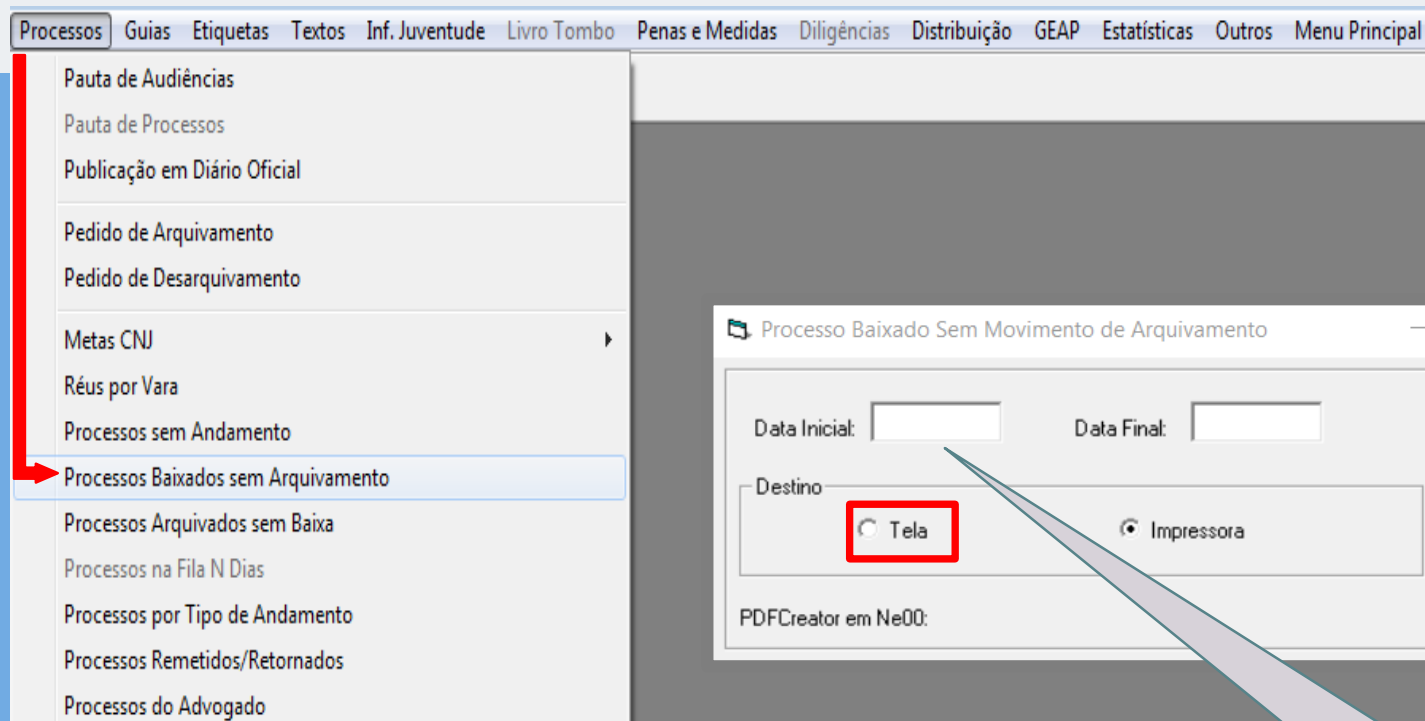 Processos Guias Etiquetas Textos Inf. Juventude Livro Tombo Penas e Medidas Diligências Distribuição GEAP Estatísticas Outros Menu Principal
Pauta de Audiências
Pauta de Processos
Publicação em Diário Oficial
Pedido de Arquivamento
Pedido de Desarquivamento
Metas CNJ
Réus por Vara
Processos sem Andamento
Processos Baixados sem Arquivamento
Processos Arquivados sem Baixa
Processos na Fila N Dias
Processos por Tipo de Andamento
Processos Remetidos/Retornados
Processos do Advogado
Processo Baixado Sem Movimento de Arquivamento
Data Inicial: Data Final:
Destino
Tela Impressora
PDFCreator em Ne00: